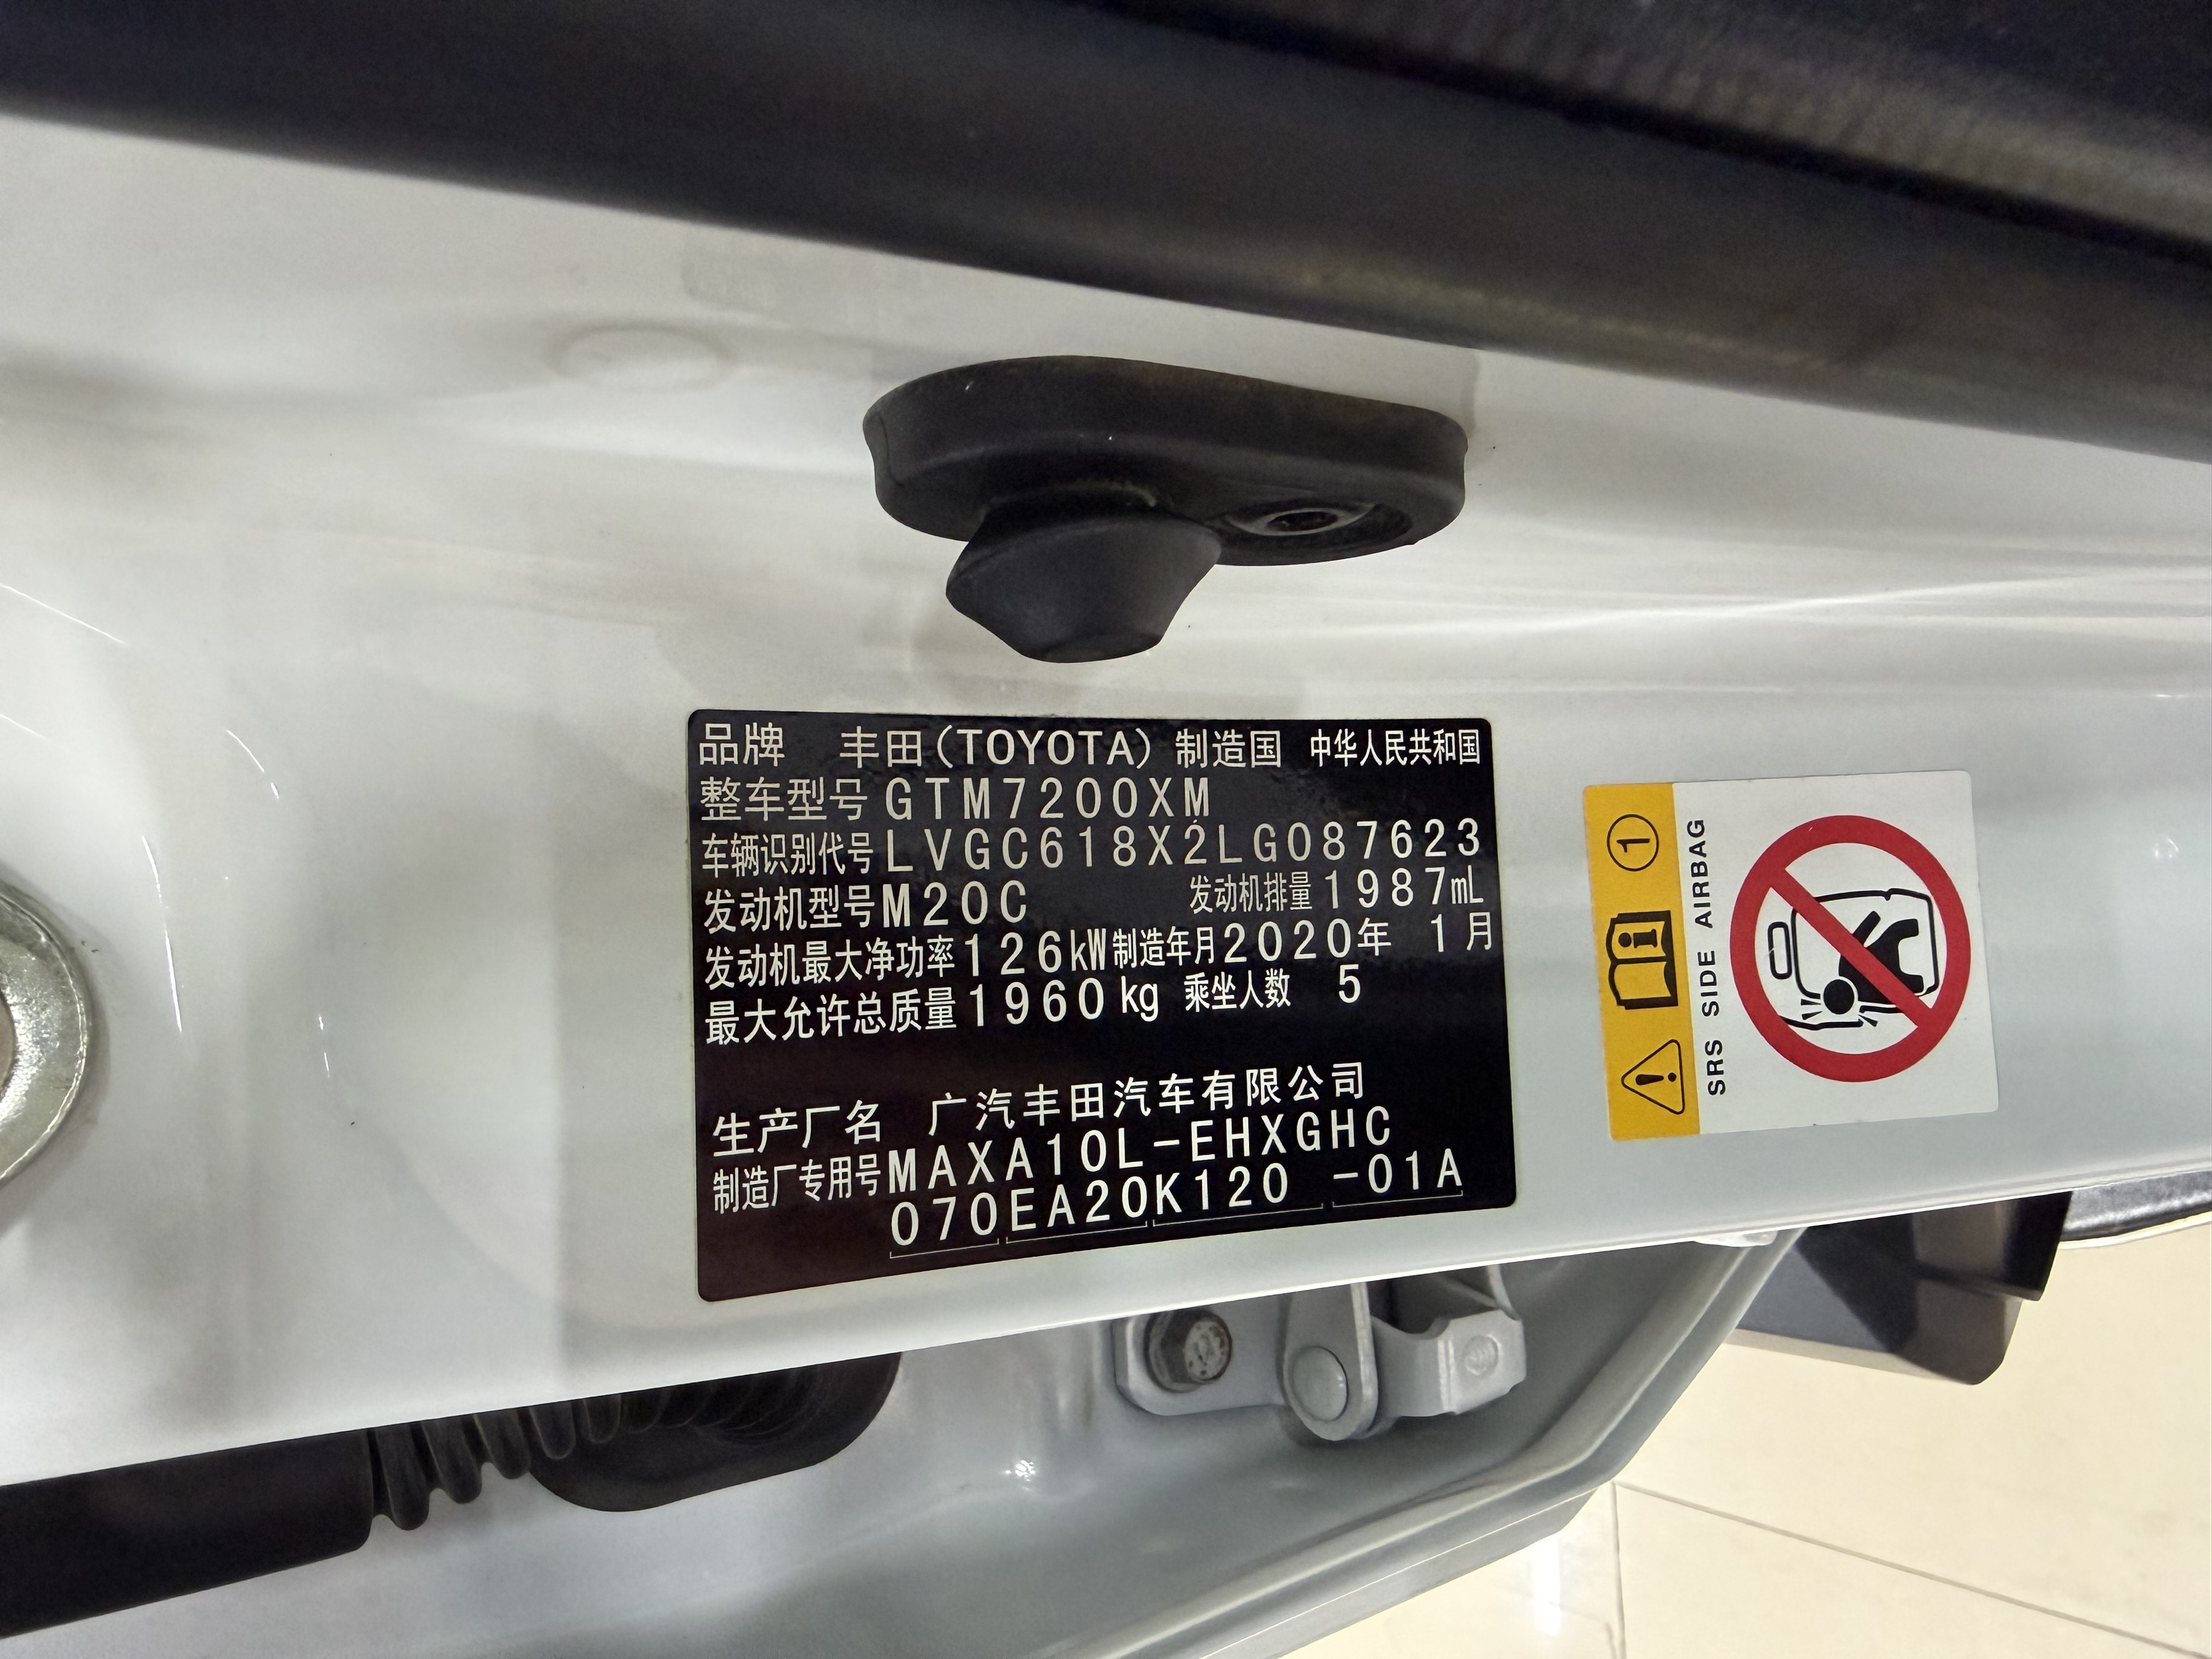 品牌 丰田(TOYOTA) 制造国 中华人民共和国
整车型号 GTM7200XM
车辆识别代号 LVGC618X2LG087623
发动机型号 M20C 发动机排量 1987mL
发动机最大净功率 126kW 制造年月 2020年 1月
最大允许总质量 1960kg 乘坐人数 5
生产厂名 广汽丰田汽车有限公司
制造厂专用号 MAXA10L-EHXGHC
070EA20K120 -01A
1
SRS SIDE AIRBAG